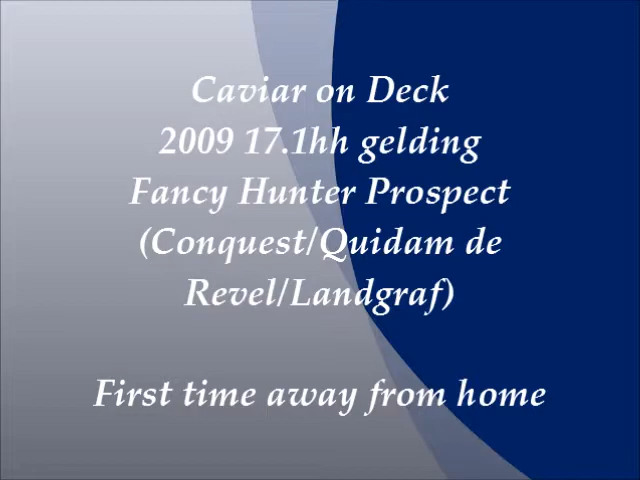 Caviar on Deck
2009 17.1hh gelding
Fancy Hunter Prospect
(Conquest/Quidam de
Revel/Landgraf)
First time away from home